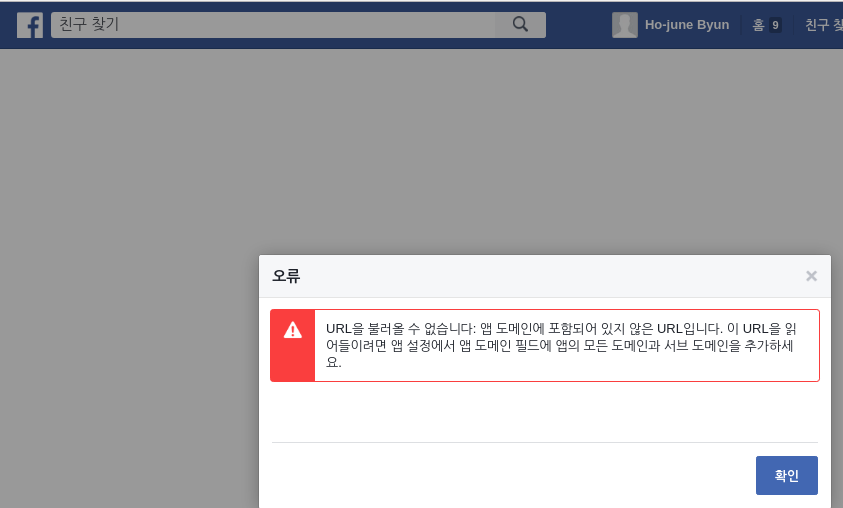 친구 찾기
Ho-june Byun
홈 9
친구
오류
URL을 불러올 수 없습니다: 앱 도메인에 포함되어 있지 않은 URL입니다. 이 URL을 읽
어들이려면 앱 설정에서 앱 도메인 필드에 앱의 모든 도메인과 서브 도메인을 추가하세
요.
확인